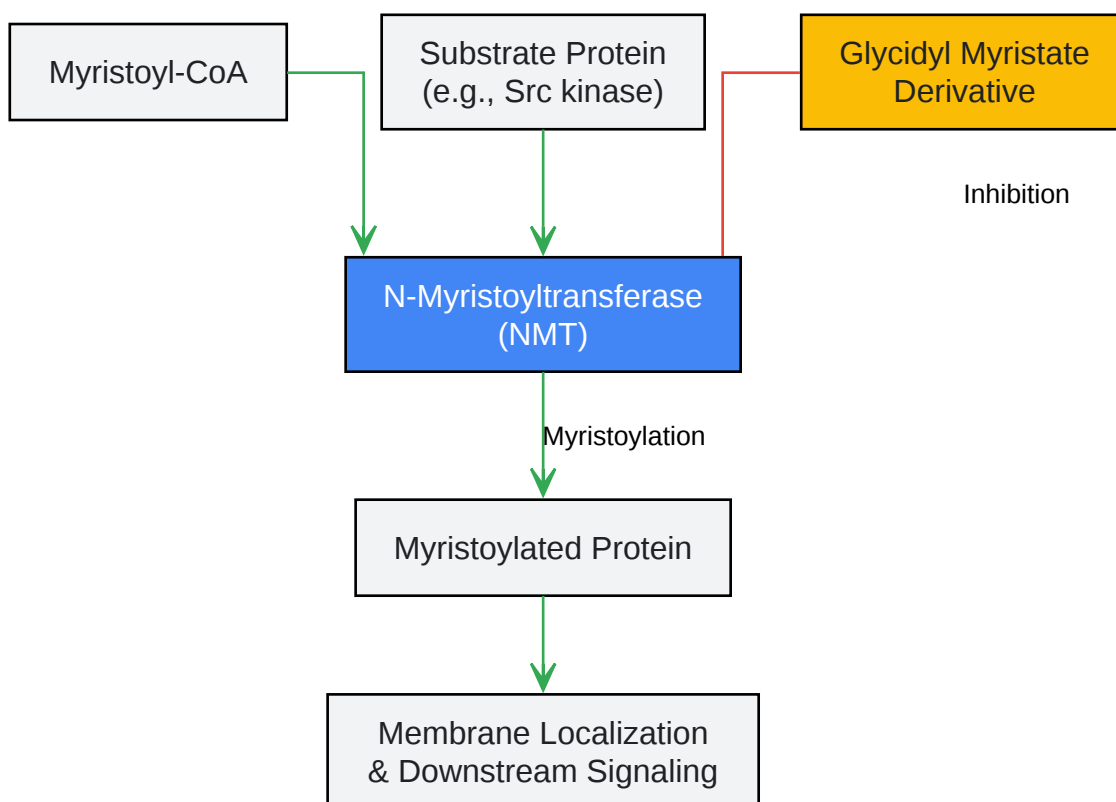 Myristoyl-CoA
Substrate Protein
(e.g., Src kinase)
Glycidyl Myristate
Derivative
Inhibition
N-Myristoyltransferase
(NMT)
Myristoylation
Myristoylated Protein
Membrane Localization
& Downstream Signaling